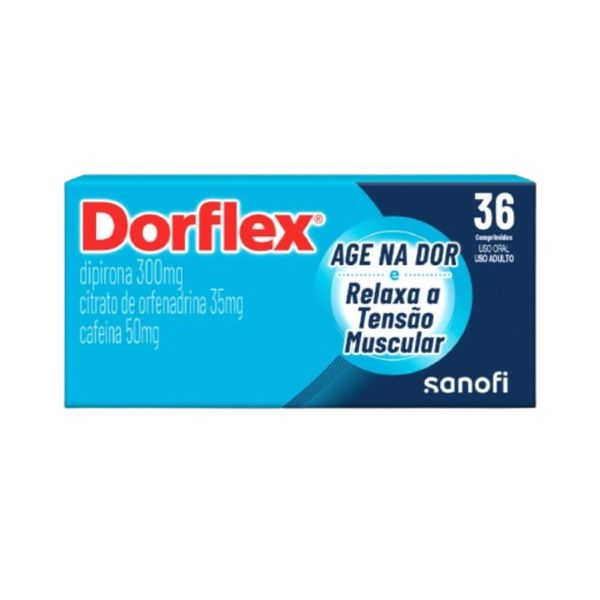 Dorflex®
dipirona 300mg
citrato de orfenadrina 35mg
cafeína 50mg
AGE NA DOR
e
Relaxa a
Tensão
Muscular
36
Comprimidos
USO ORAL
USO ADULTO
sanofi